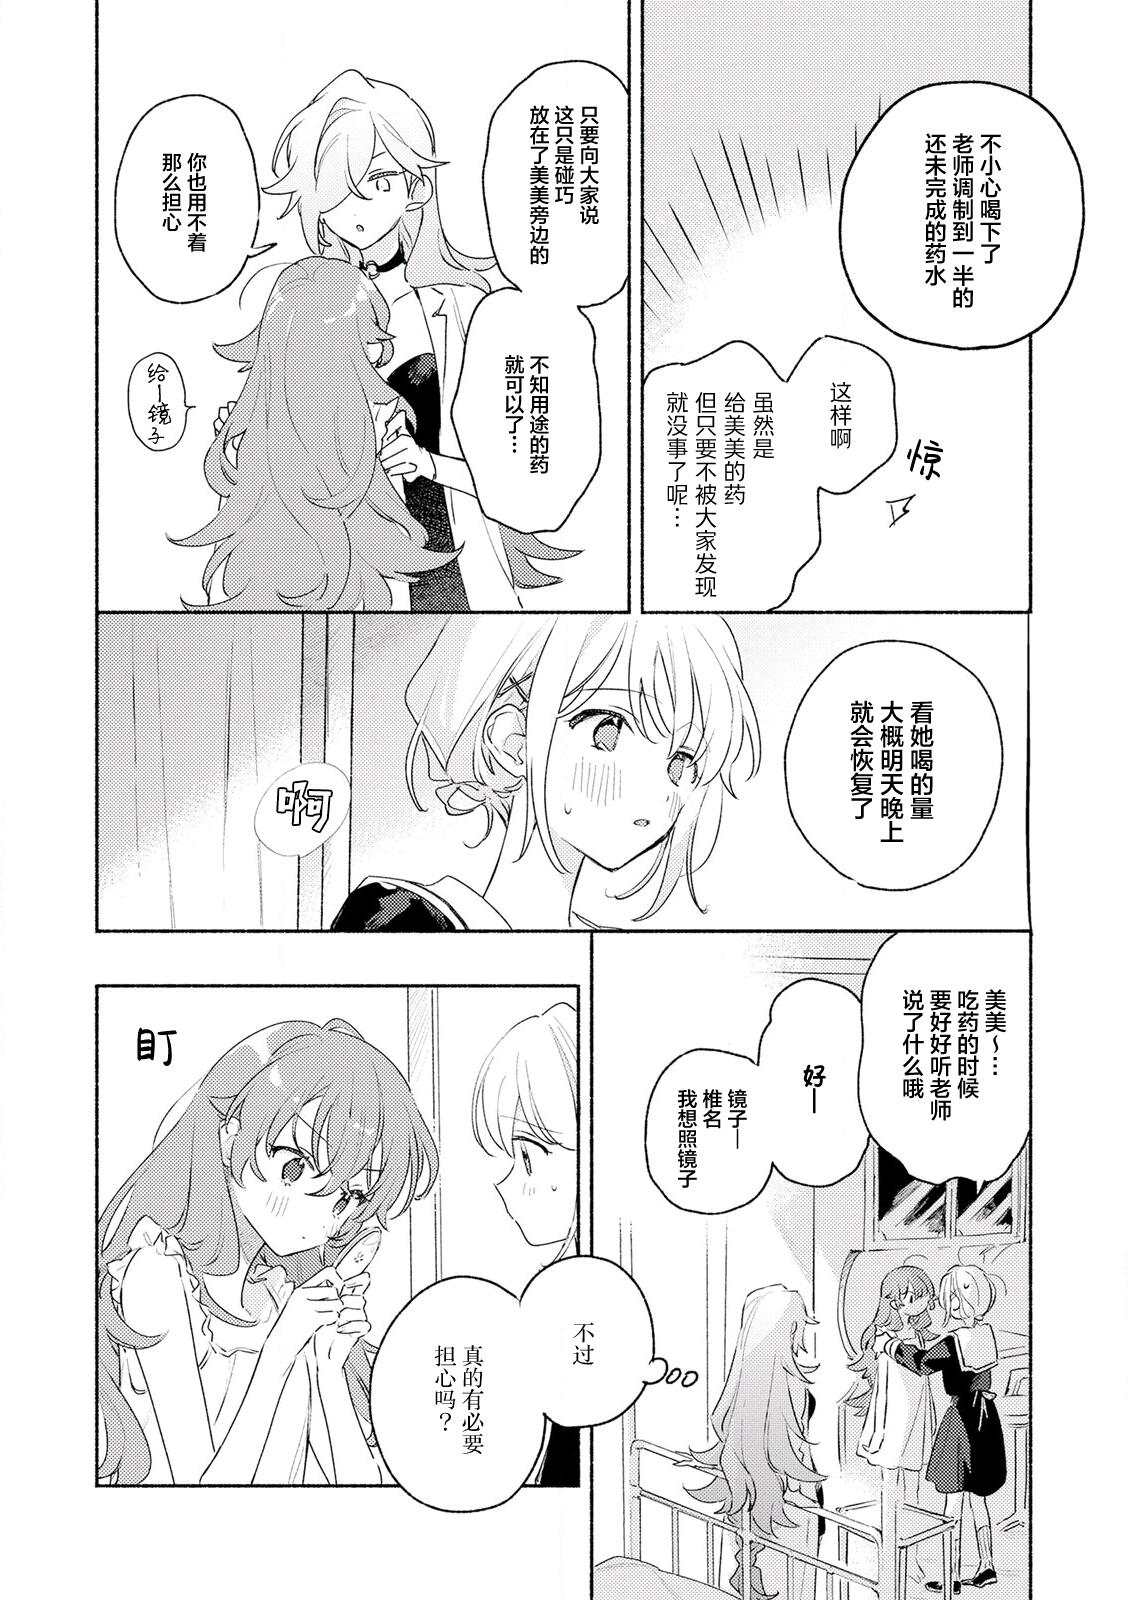 不小心喝下了
老师调制到一半的
还未完成的药水
这样啊
虽然是
给美美的药
但只要不被大家发现
就没事了呢…
惊
只要向大家说
这只是碰巧
放在了美美旁边的
不知用途的药
就可以了…
你也用不着
那么担心
给—镜子
看她喝的量
大概明天晚上
就会恢复了
啊
美美～…
吃药的时候
要好好听老师
说了什么哦
好—
镜子—
椎名
我想照镜子
不过
真的有必要
担心吗？
盯